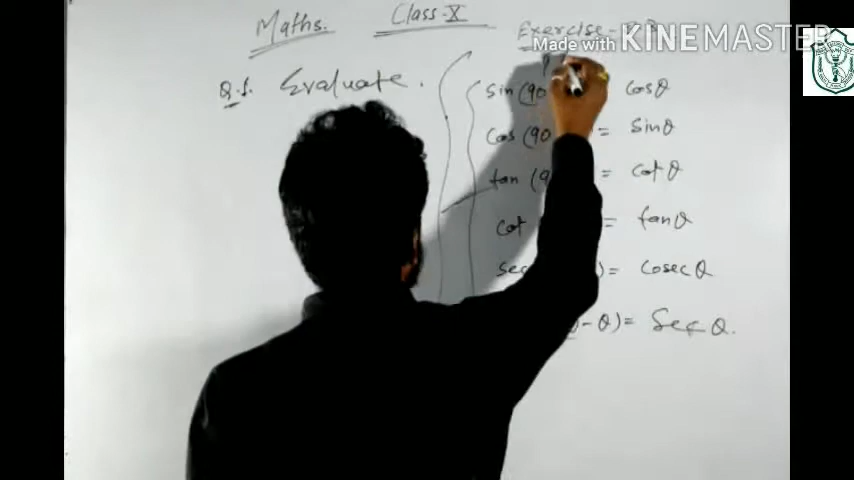 Maths. Class-X Exercise-
Made with KINEMASTER
Q.1. Evaluate.
sin (90 cosθ
cos (90 = sinθ
tan (9 = cotθ
cot = tanθ
sec ) = cosecθ
-θ) = Secθ.